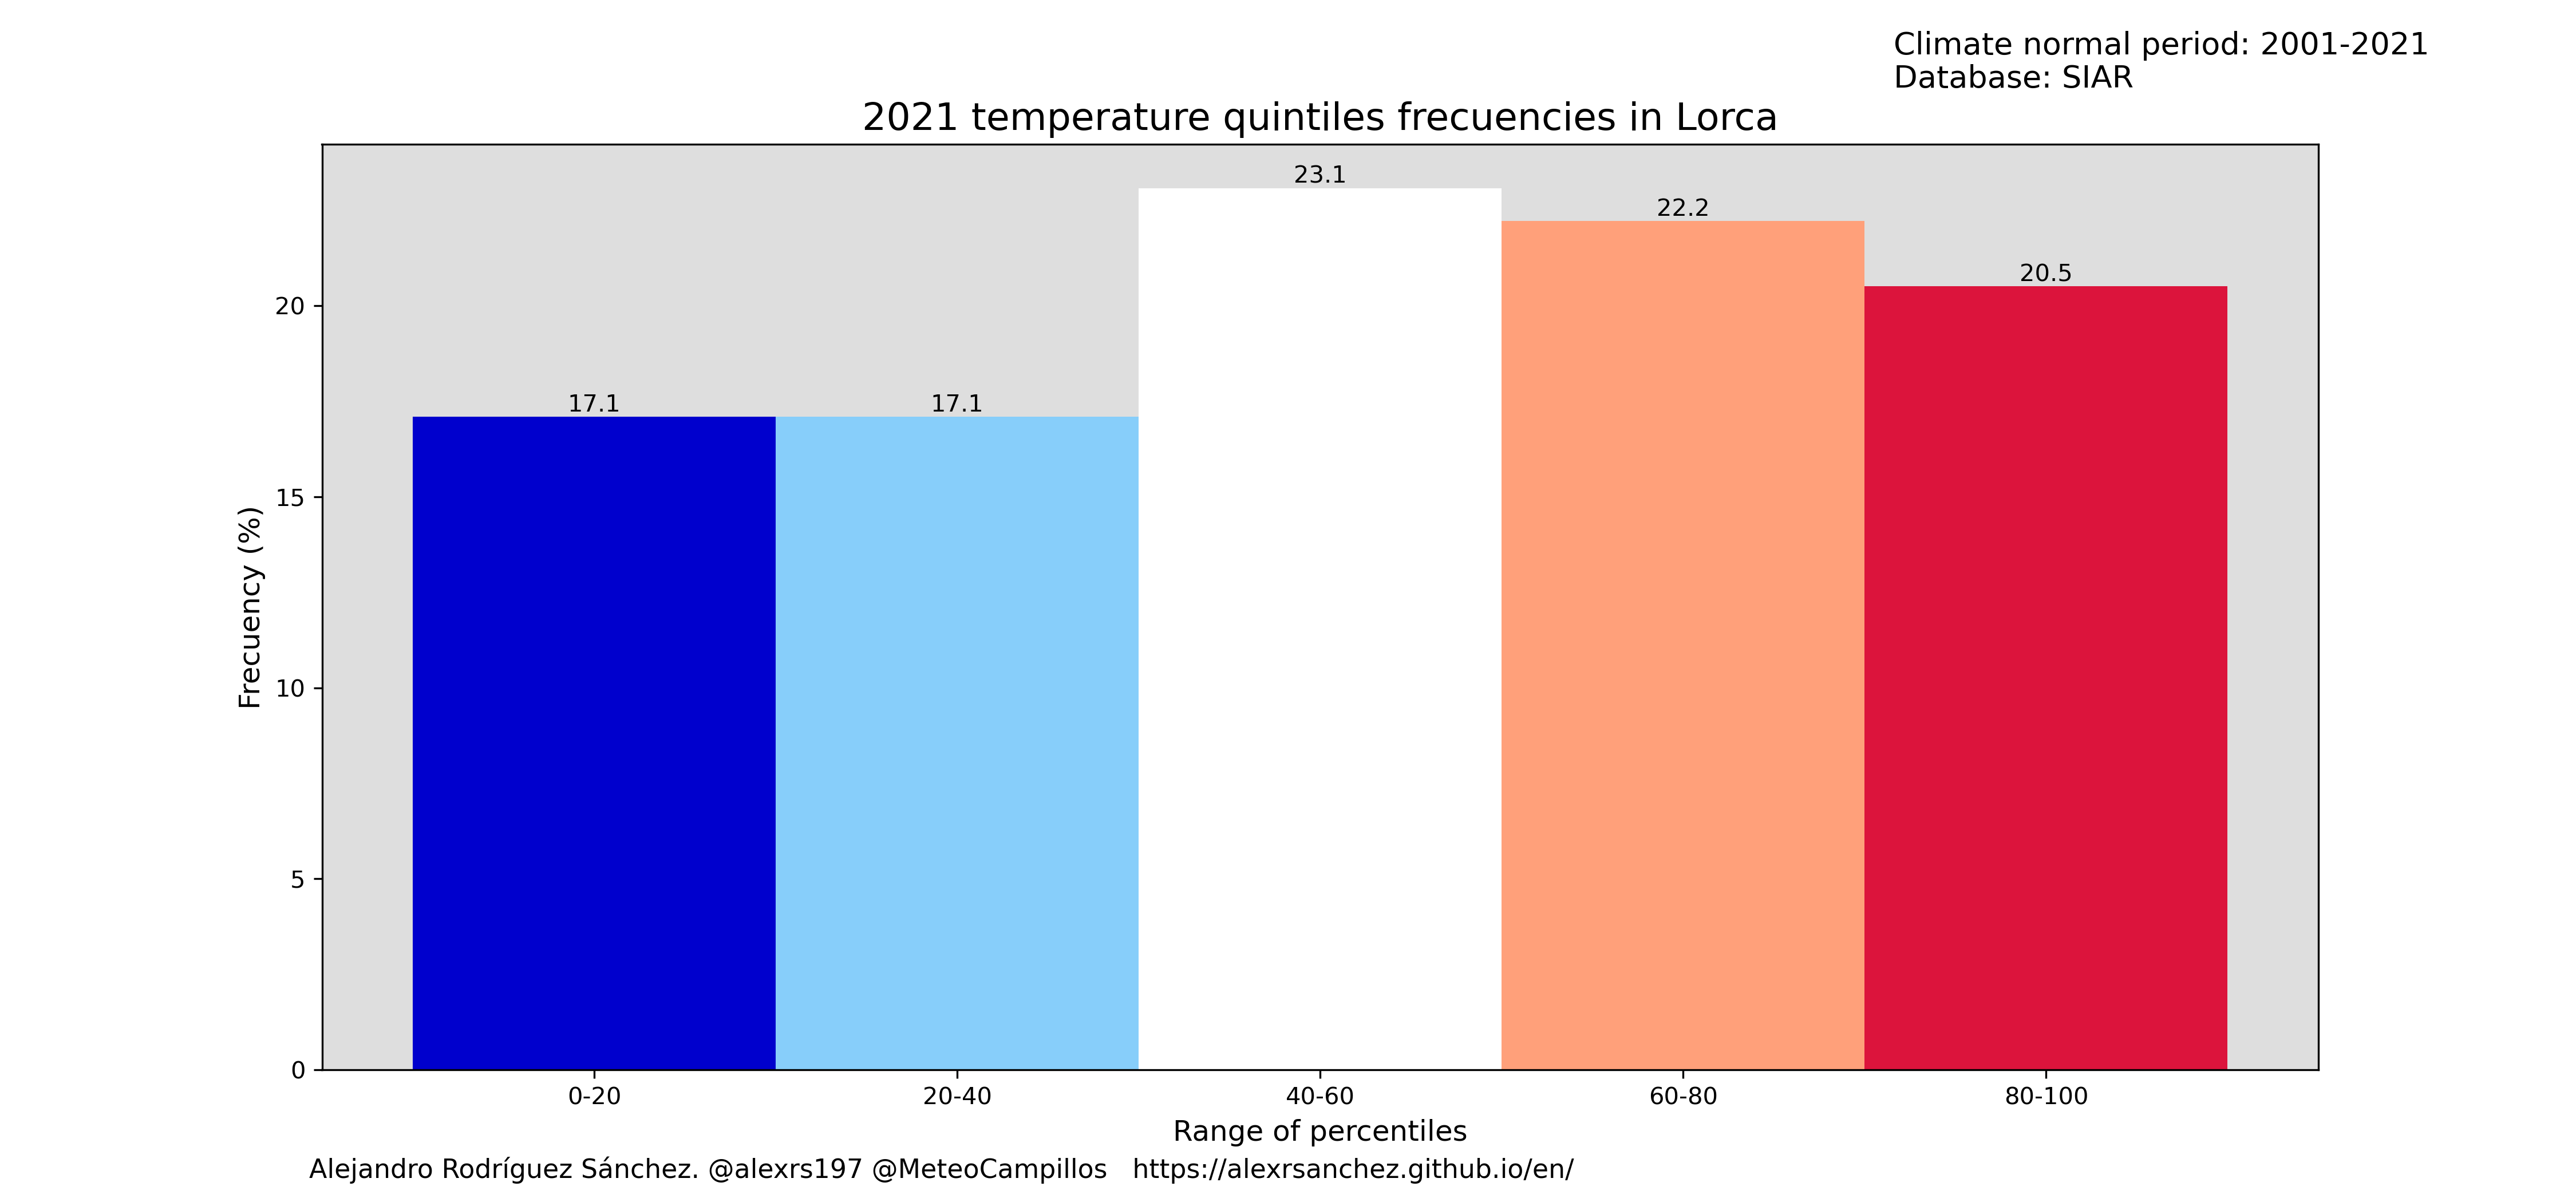 Climate normal period: 2001-2021
Database: SIAR
2021 temperature quintiles frecuencies in Lorca
23.1
22.2
20.5
17.1
17.1
20
15
10
5
0
Frecuency (%)
0-20
20-40
40-60
60-80
80-100
Range of percentiles
Alejandro Rodríguez Sánchez. @alexrs197 @MeteoCampillos https://alexrsanchez.github.io/en/